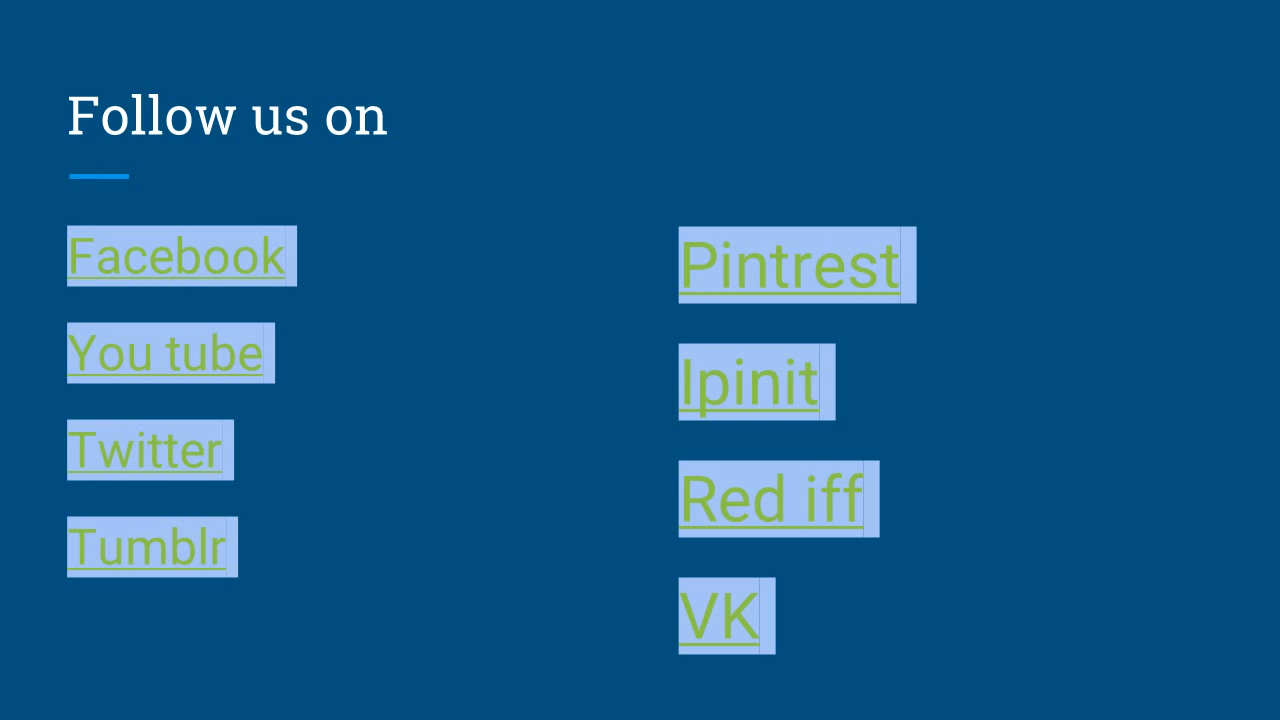 Follow us on
Facebook
You tube
Twitter
Tumblr
Pintrest
Ipinit
Red iff
VK